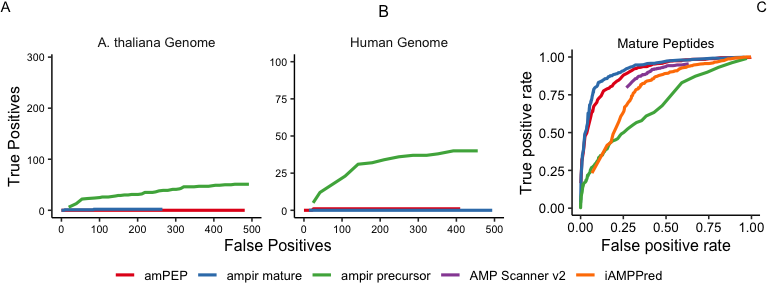 A
B
C
A. thaliana Genome
Human Genome
Mature Peptides
True Positives
300
200
100
0
0 100 200 300 400 500
100
75
50
25
0
0 100 200 300 400 500
False Positives
True positive rate
1.00
0.75
0.50
0.25
0.00
0.00 0.25 0.50 0.75 1.00
False positive rate
amPEP ampir mature ampir precursor AMP Scanner v2 iAMPPred